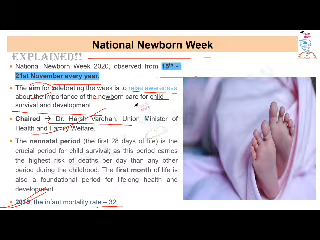 National Newborn Week
EXPLAINED!!
• National Newborn Week 2020, observed from 15th - 
21st November every year.
• The aim for celebrating the week is to raise awareness
about the importance of the newborn care for child
survival and development
• Chaired → Dr. Harsh Vardhan, Union Minister of
Health and Family Welfare.
• The neonatal period (the first 28 days of life) is the
crucial period for child survival; as this period carries
the highest risk of deaths per day than any other
period during the childhood. The first month of life is
also a foundational period for lifelong health and
development.
• 2018, the infant mortality rate – 32